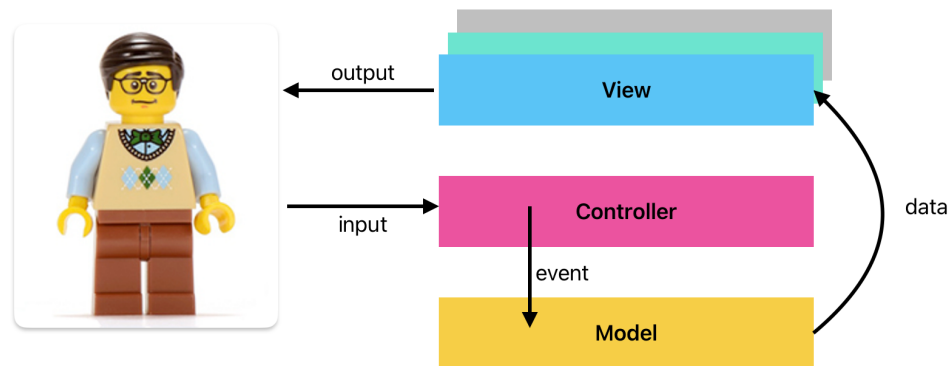 output
View
data
input
Controller
event
Model